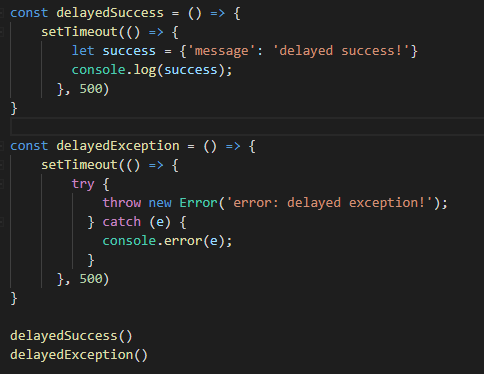 const delayedSuccess = () => {
    setTimeout(() => {
        let success = {'message': 'delayed success!'}
        console.log(success);
      }, 500)
}

const delayedException = () => {
    setTimeout(() => {
        try {
            throw new Error('error: delayed exception!');
          } catch (e) {
            console.error(e);
          }
      }, 500)
}

delayedSuccess()
delayedException()